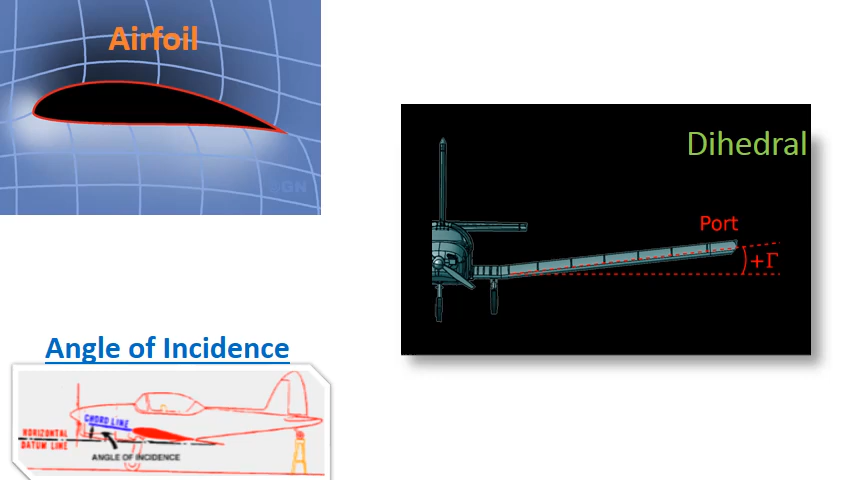 Airfoil
©GN
Dihedral
Port
+Γ
Angle of Incidence
CHORD LINE
HORIZONTAL
DATUM LINE
ANGLE OF INCIDENCE